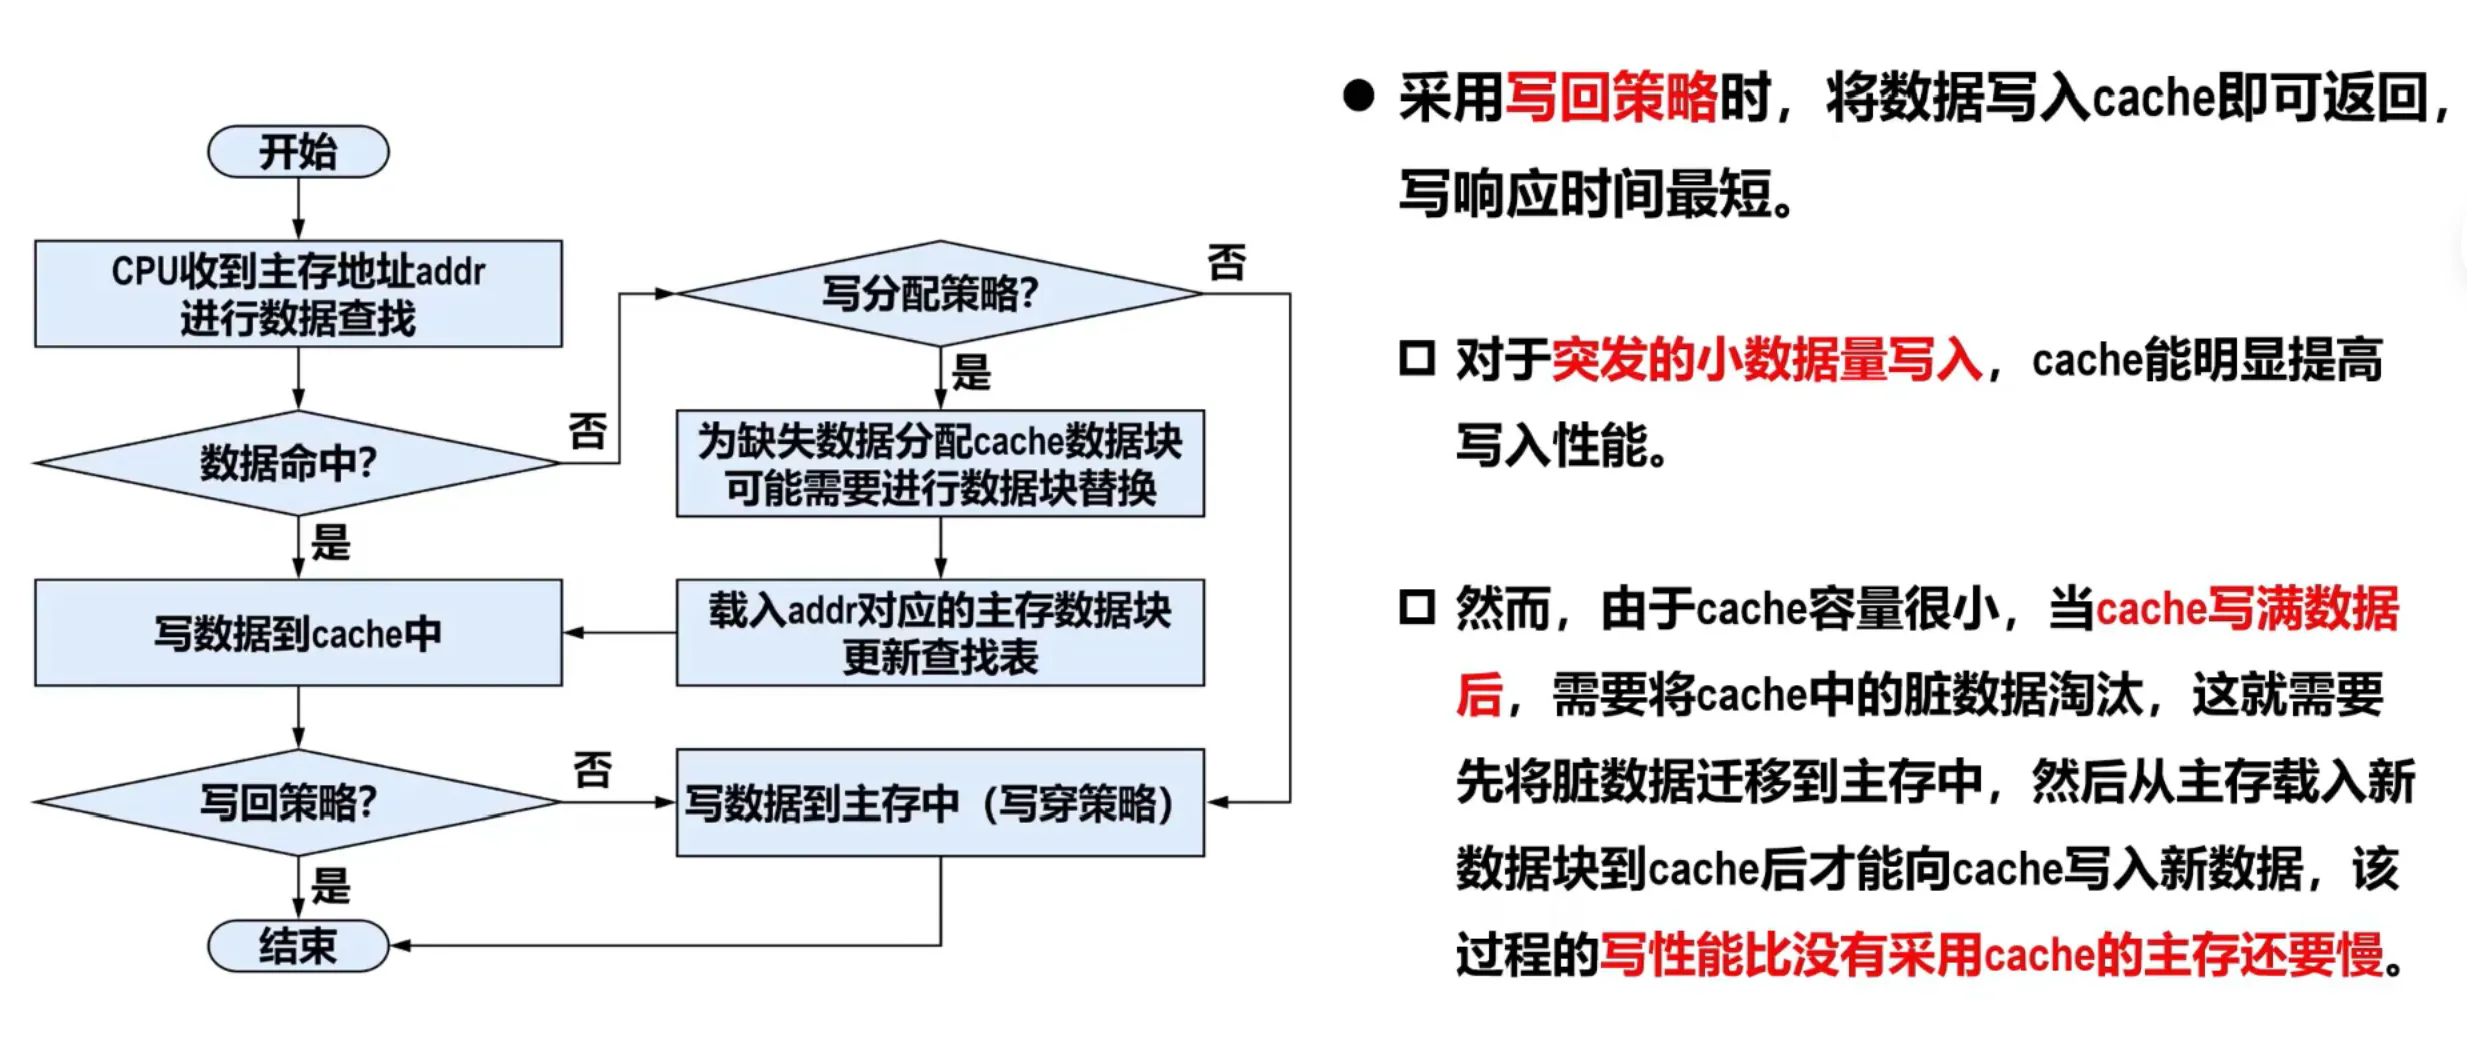 开始
CPU收到主存地址addr
进行数据查找
数据命中？
是
否
写数据到cache中
写回策略？
是
否
结束
写分配策略？
是
否
为缺失数据分配cache数据块
可能需要进行数据块替换
载入addr对应的主存数据块
更新查找表
写数据到主存中（写穿策略）
● 采用写回策略时，将数据写入cache即可返回，
写响应时间最短。
□ 对于突发的小数据量写入，cache能明显提高
写入性能。
□ 然而，由于cache容量很小，当cache写满数据
后，需要将cache中的脏数据淘汰，这就需要
先将脏数据迁移到主存中，然后从主存载入新
数据块到cache后才能向cache写入新数据，该
过程的写性能比没有采用cache的主存还要慢。